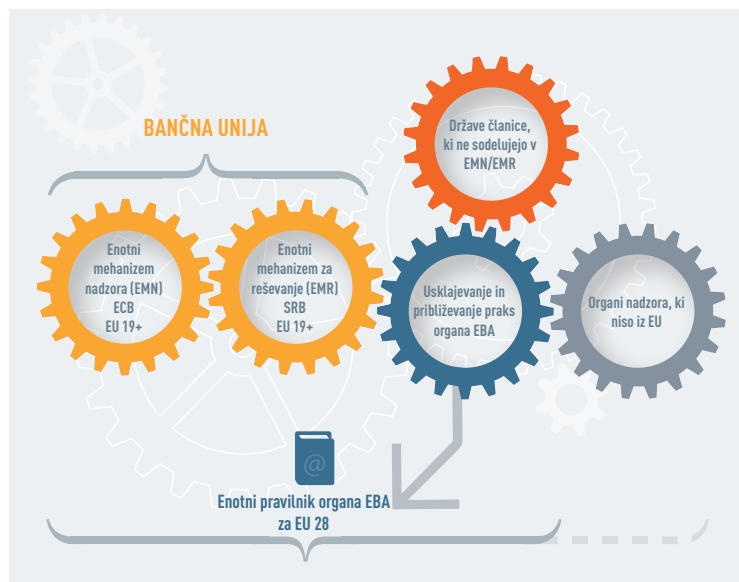 BANČNA UNIJA
Države članice,
ki ne sodelujejo v
EMN/EMR
Enotni
mehanizem
nadzora (EMN)
ECB
EU 19+
Enotni
mehanizem za
reševanje (EMR)
SRB
EU 19+
Usklajevanje in
približevanje praks
organa EBA
Organi nadzora, ki
niso iz EU
@
Enotni pravilnik organa EBA
za EU 28